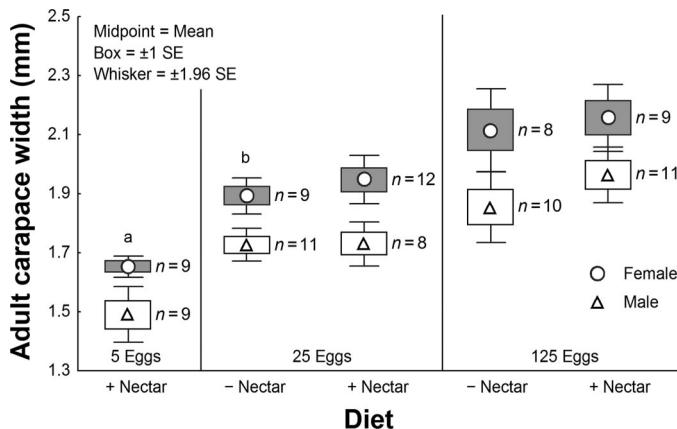 Adult carapace width (mm)
2.5
2.3
2.1
1.9
1.7
1.5
1.3
Midpoint = Mean
Box = ±1 SE
Whisker = ±1.96 SE
a
n = 9
n = 9
b
n = 9
n = 11
n = 12
n = 8
n = 8
n = 10
n = 9
n = 11
Female
Male
5 Eggs
25 Eggs
125 Eggs
+ Nectar
− Nectar
+ Nectar
− Nectar
+ Nectar
Diet